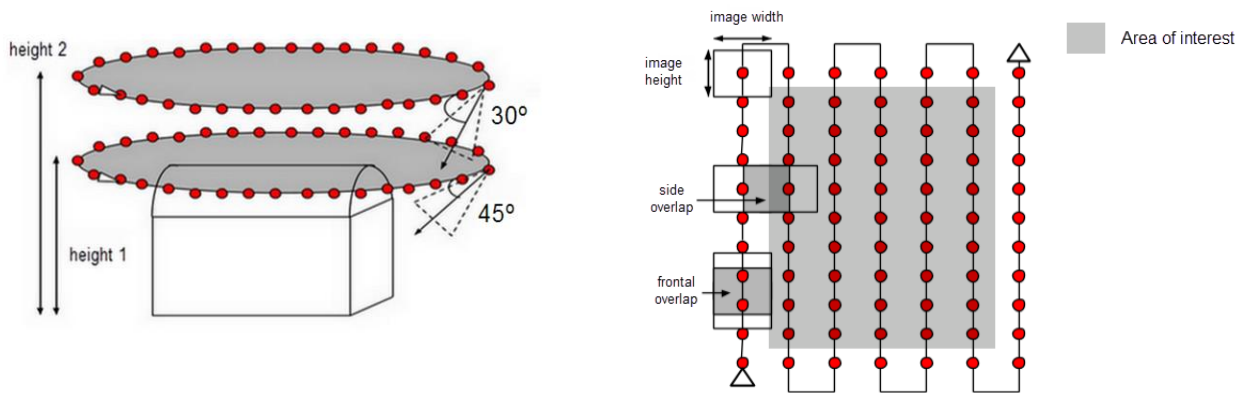 height 2
30º
45º
height 1
image width
image
height
side
overlap
frontal
overlap
Area of interest